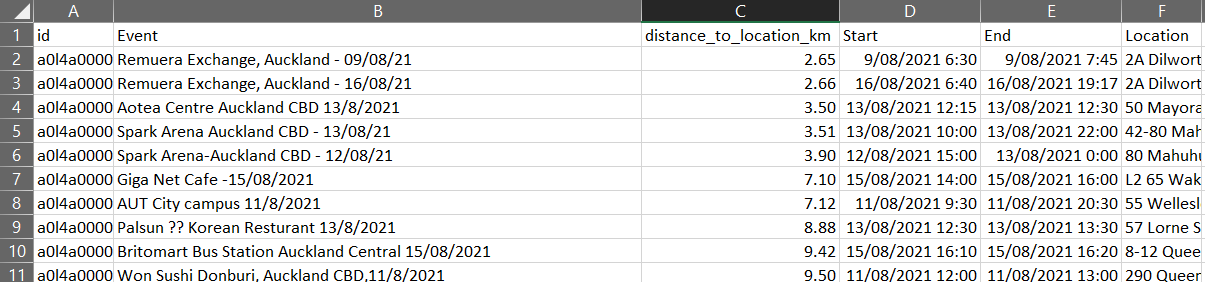 A B C D E F
1 id Event distance_to_location_km Start End Location
2 a0l4a0000 Remuera Exchange, Auckland - 09/08/21 2.65 9/08/2021 6:30 9/08/2021 7:45 2A Dilwort
3 a0l4a0000 Remuera Exchange, Auckland - 16/08/21 2.66 16/08/2021 6:40 16/08/2021 19:17 2A Dilwort
4 a0l4a0000 Aotea Centre Auckland CBD 13/8/2021 3.50 13/08/2021 12:15 13/08/2021 12:30 50 Mayora
5 a0l4a0000 Spark Arena Auckland CBD - 13/08/21 3.51 13/08/2021 10:00 13/08/2021 22:00 42-80 Mah
6 a0l4a0000 Spark Arena-Auckland CBD - 12/08/21 3.90 12/08/2021 15:00 13/08/2021 0:00 80 Mahuhu
7 a0l4a0000 Giga Net Cafe -15/08/2021 7.10 15/08/2021 14:00 15/08/2021 16:00 L2 65 Wak
8 a0l4a0000 AUT City campus 11/8/2021 7.12 11/08/2021 9:30 11/08/2021 20:30 55 Wellesl
9 a0l4a0000 Palsun ?? Korean Resturant 13/8/2021 8.88 13/08/2021 12:30 13/08/2021 13:30 57 Lorne S
10 a0l4a0000 Britomart Bus Station Auckland Central 15/08/2021 9.42 15/08/2021 16:10 15/08/2021 16:20 8-12 Quee
11 a0l4a0000 Won Sushi Donburi, Auckland CBD,11/8/2021 9.50 11/08/2021 12:00 11/08/2021 13:00 290 Queer